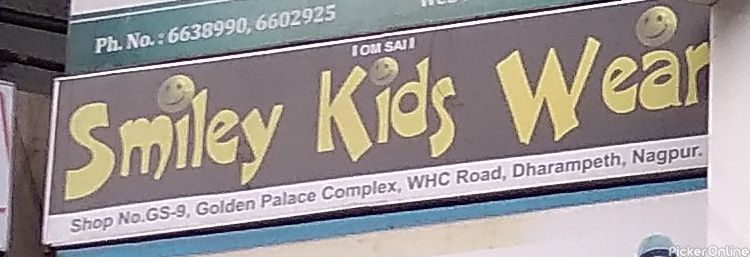 Ph. No. : 6638990, 6602925
|| OM SAI ||
Smiley Kids Wear
Shop No.GS-9, Golden Palace Complex, WHC Road, Dharampeth, Nagpur.
PickerOnline